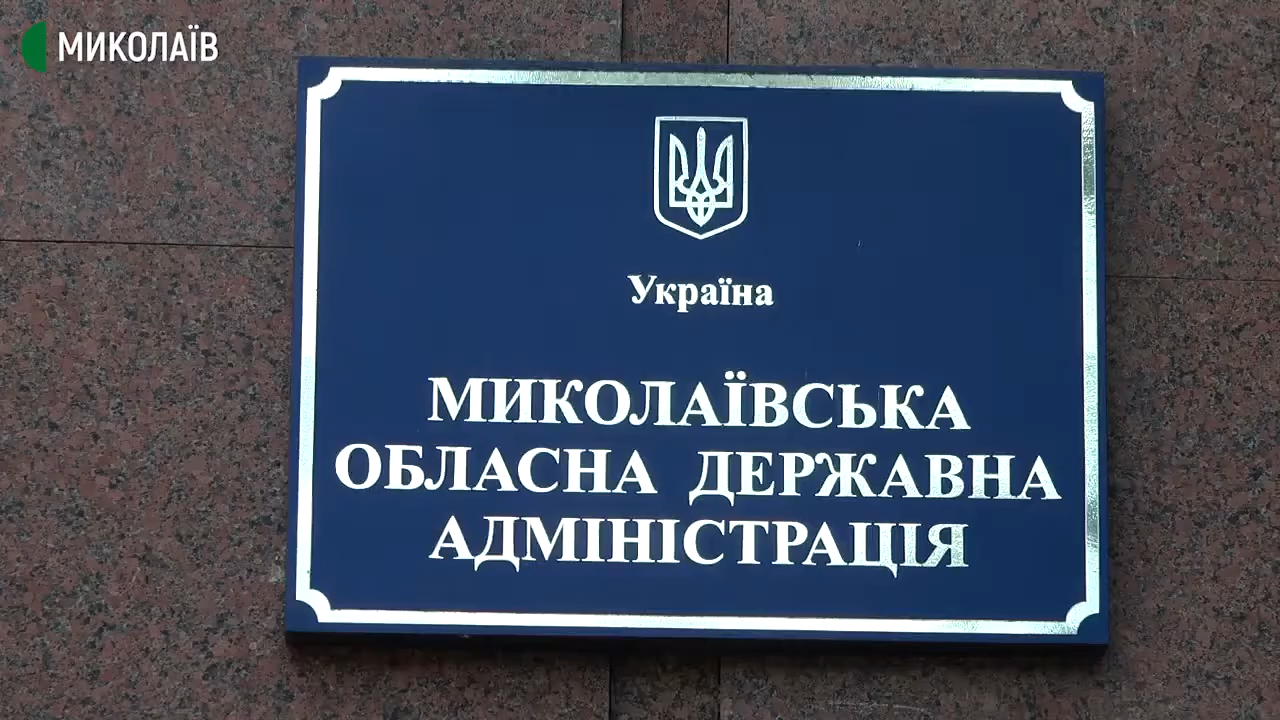 МИКОЛАЇВ
Україна
МИКОЛАЇВСЬКА
ОБЛАСНА ДЕРЖАВНА
АДМІНІСТРАЦІЯ